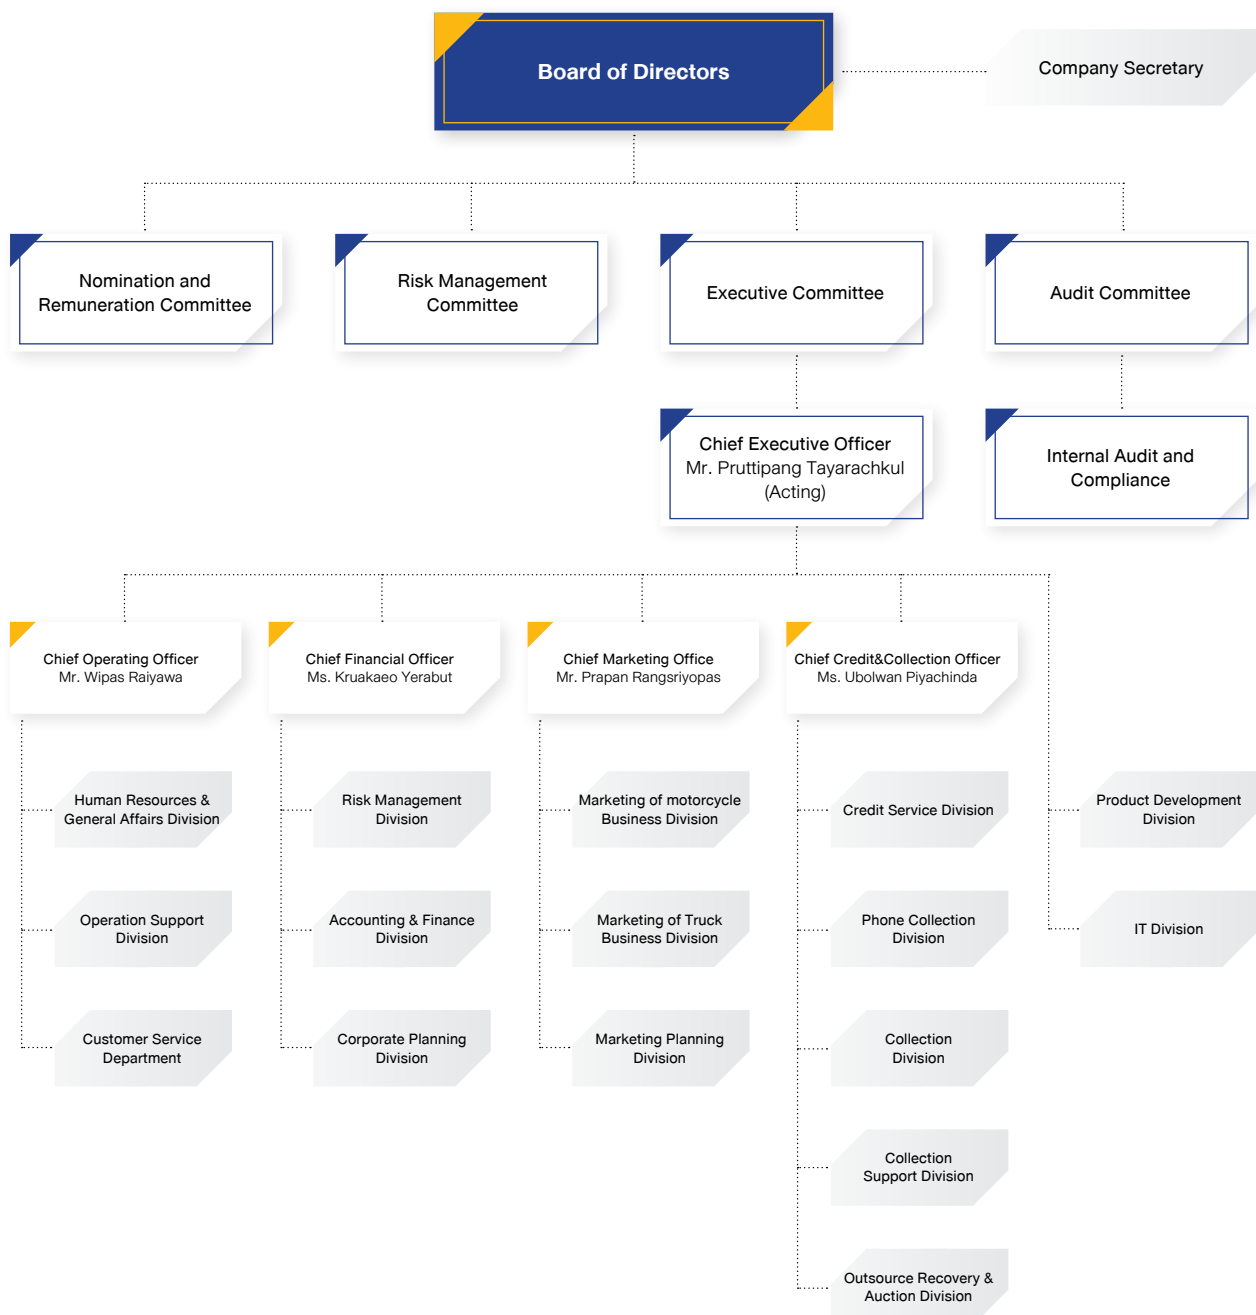 Board of Directors
Company Secretary
Nomination and
Remuneration Committee
Risk Management
Committee
Executive Committee
Audit Committee
Chief Executive Officer
Mr. Pruttipang Tayarachkul
(Acting)
Internal Audit and
Compliance
Chief Operating Officer
Mr. Wipas Raiyawa
Chief Financial Officer
Ms. Kruakaeo Yerabut
Chief Marketing Office
Mr. Prapan Rangsriyopas
Chief Credit&Collection Officer
Ms. Ubolwan Piyachinda
Human Resources &
General Affairs Division
Risk Management
Division
Marketing of motorcycle
Business Division
Credit Service Division
Product Development
Division
Operation Support
Division
Accounting & Finance
Division
Marketing of Truck
Business Division
Phone Collection
Division
IT Division
Customer Service
Department
Corporate Planning
Division
Marketing Planning
Division
Collection
Division
Collection
Support Division
Outsource Recovery &
Auction Division